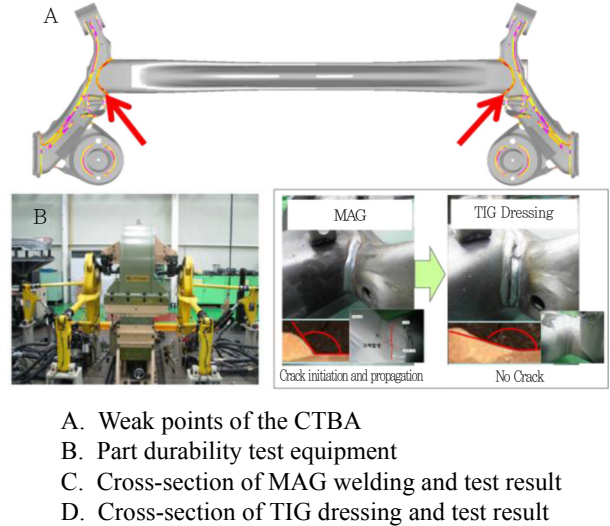 A
B
MAG
TIG Dressing
Crack initiation and propagation
No Crack
A. Weak points of the CTBA
B. Part durability test equipment
C. Cross-section of MAG welding and test result
D. Cross-section of TIG dressing and test result